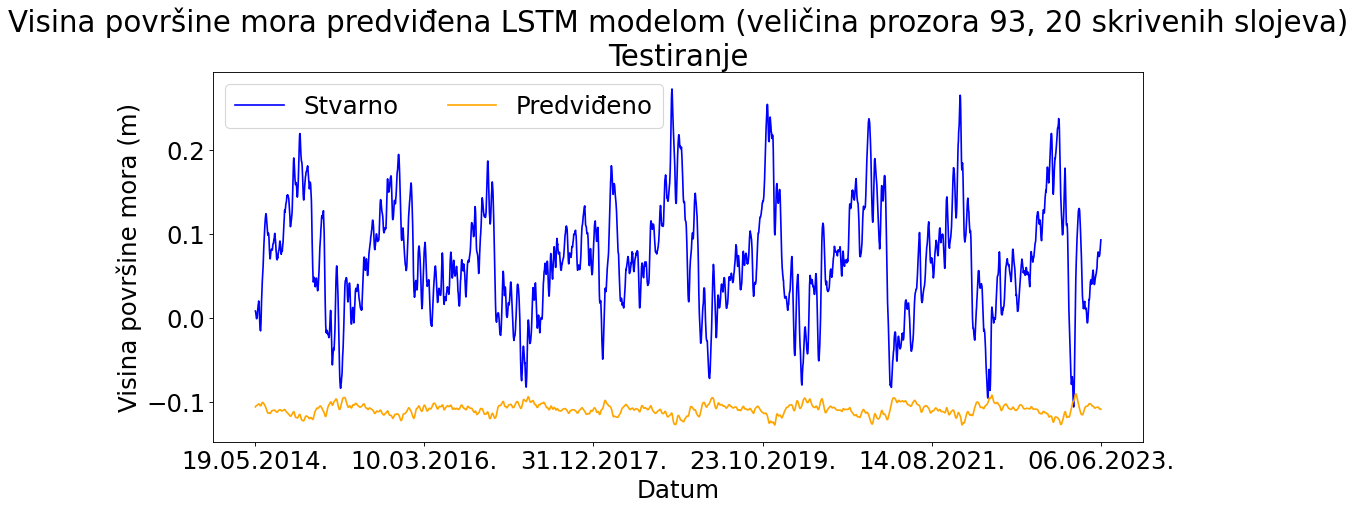 Visina površine mora predviđena LSTM modelom (veličina prozora 93, 20 skrivenih slojeva)
Testiranje
Stvarno
Predviđeno
Visina površine mora (m)
0.2
0.1
0.0
−0.1
19.05.2014.
10.03.2016.
31.12.2017.
23.10.2019.
14.08.2021.
06.06.2023.
Datum